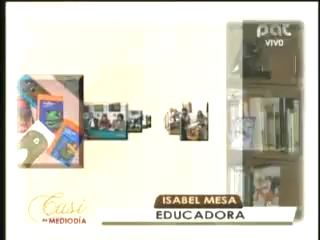 pat
VIVO
Casi
AL MEDIODÍA
ISABEL MESA
EDUCADORA